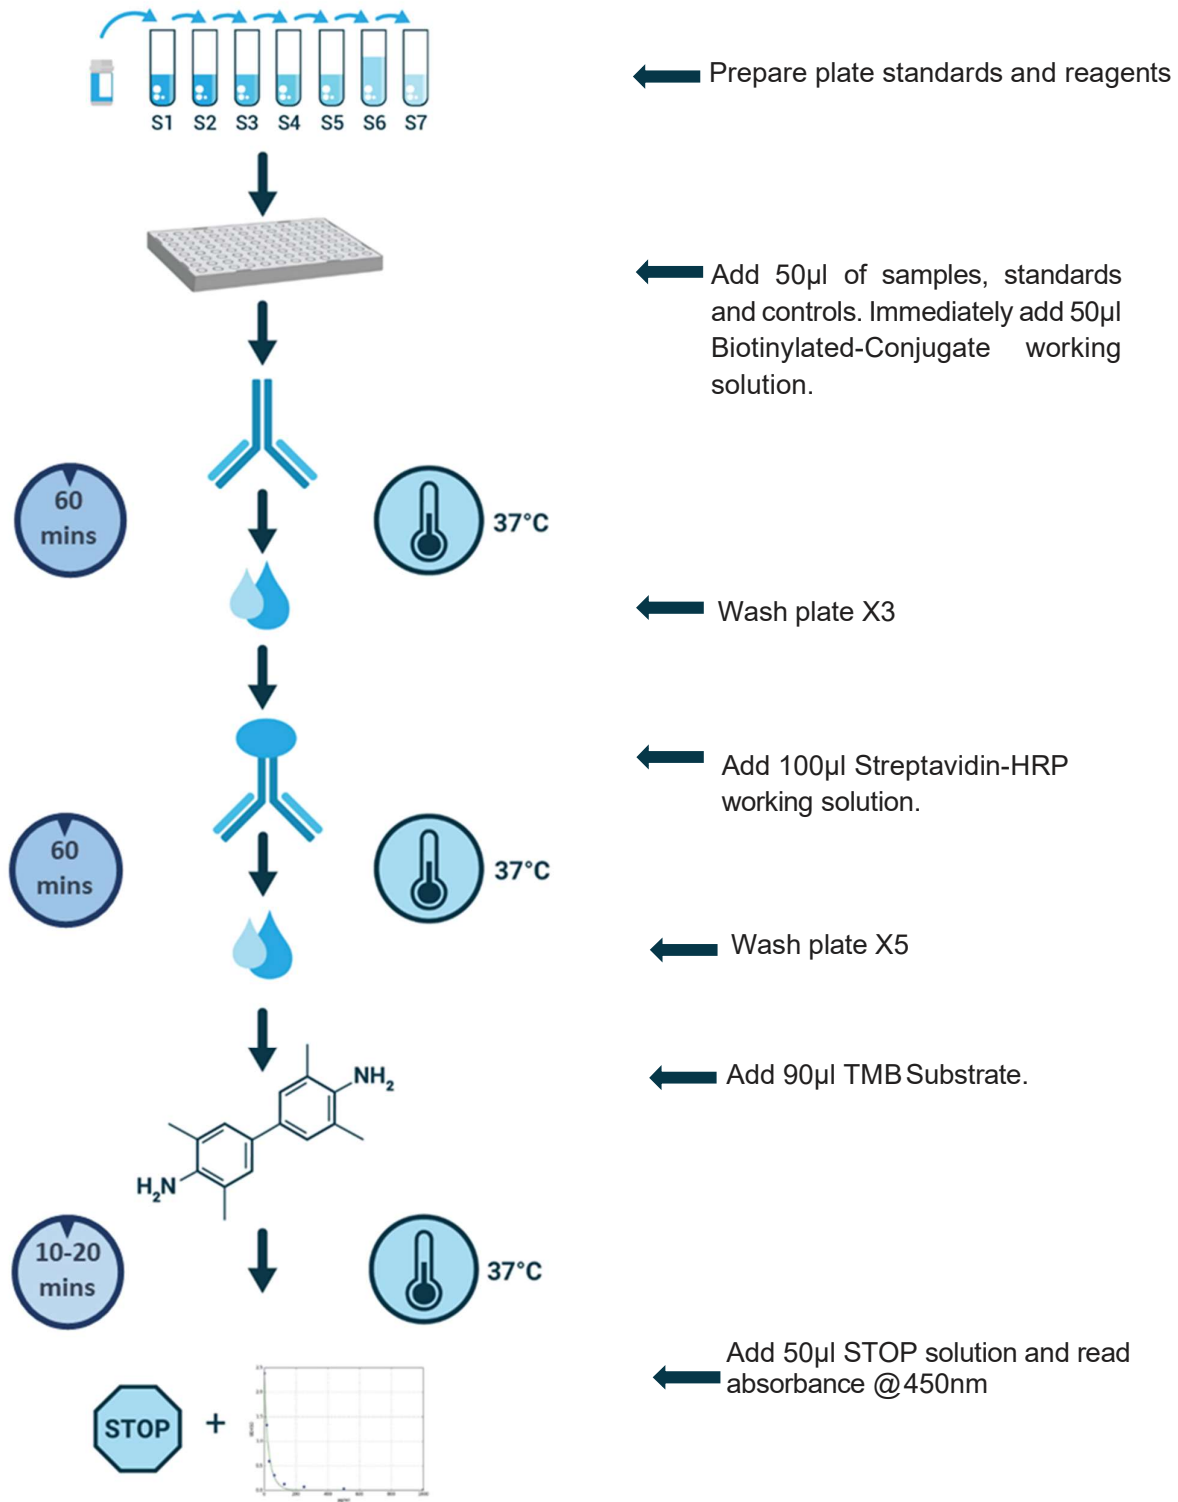 S1 S2 S3 S4 S5 S6 S7
Prepare plate standards and reagents
Add 50µl of samples, standards
and controls. Immediately add 50µl
Biotinylated-Conjugate working
solution.
60
mins
37°C
Wash plate X3
Add 100µl Streptavidin-HRP
working solution.
60
mins
37°C
Wash plate X5
Add 90µl TMB Substrate.
NH2
H2N
10-20
mins
37°C
Add 50µl STOP solution and read
absorbance @450nm
STOP +